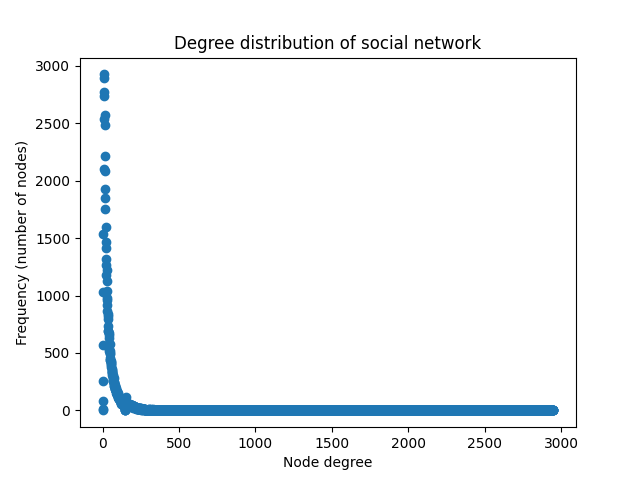 Degree distribution of social network
Frequency (number of nodes)
3000
2500
2000
1500
1000
500
0
0 500 1000 1500 2000 2500 3000
Node degree